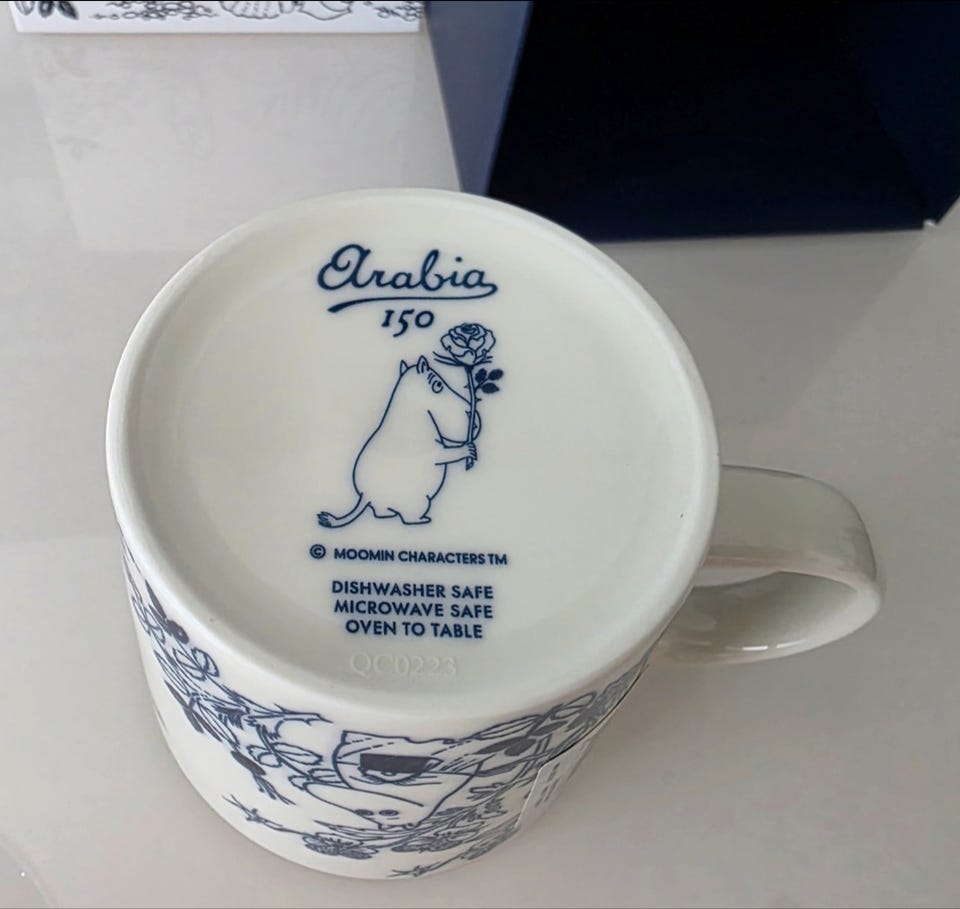 Arabia
150
© MOOMIN CHARACTERS TM
DISHWASHER SAFE
MICROWAVE SAFE
OVEN TO TABLE
QC0223